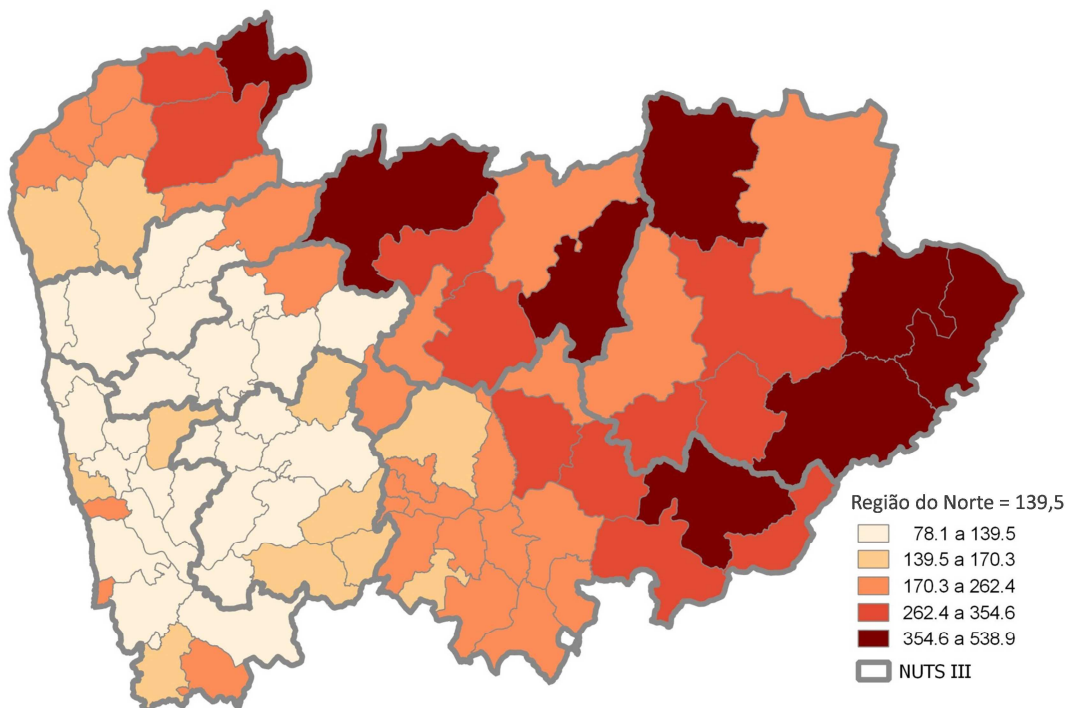 Região do Norte = 139,5
78.1 a 139.5
139.5 a 170.3
170.3 a 262.4
262.4 a 354.6
354.6 a 538.9
NUTS III